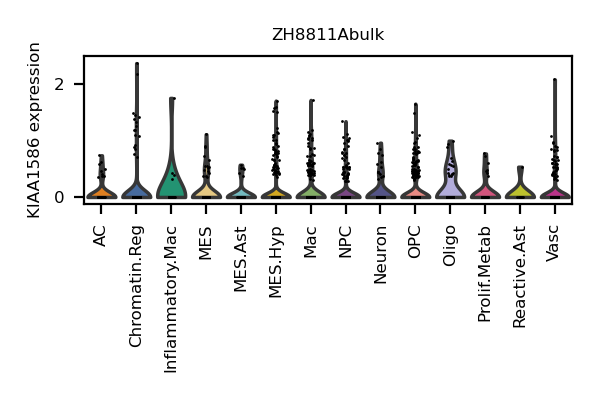 ZH8811Abulk
KIAA1586 expression
2
0
AC
Chromatin.Reg
Inflammatory.Mac
MES
MES.Ast
MES.Hyp
Mac
NPC
Neuron
OPC
Oligo
Prolif.Metab
Reactive.Ast
Vasc